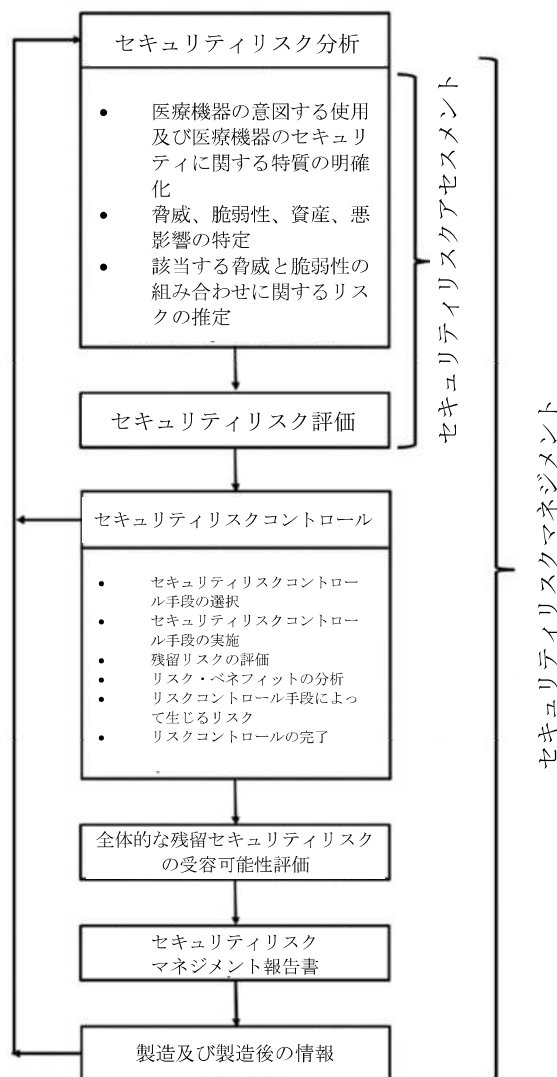 セキュリティリスク分析
• 医療機器の意図する使用
及び医療機器のセキュリ
ティに関する特質の明確
化
• 脅威、脆弱性、資産、悪
影響の特定
• 該当する脅威と脆弱性の
組み合わせに関するリス
クの推定
セキュリティリスク評価
セキュリティリスクアセスメント
セキュリティリスクコントロール
• セキュリティリスクコントロー
ル手段の選択
• セキュリティリスクコントロー
ル手段の実施
• 残留リスクの評価
• リスク・ベネフィットの分析
• リスクコントロール手段によっ
て生じるリスク
• リスクコントロールの完了
全体的な残留セキュリティリスク
の受容可能性評価
セキュリティリスク
マネジメント報告書
製造及び製造後の情報
セキュリティリスクマネジメント